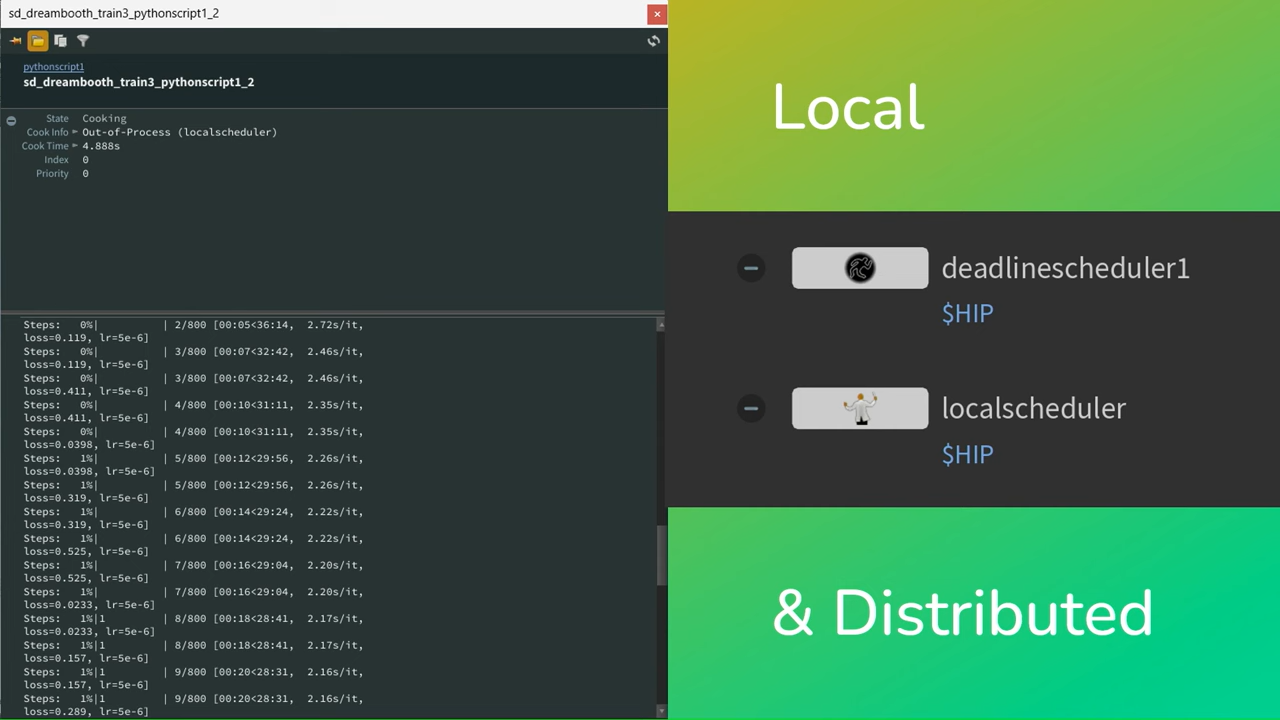 sd_dreambooth_train3_pythonscript1_2
pythonscript1
sd_dreambooth_train3_pythonscript1_2
State Cooking
Cook Info Out-of-Process (localscheduler)
Cook Time 4.888s
Index 0
Priority 0
Steps:   0%|          | 2/800 [00:05<36:14,  2.72s/it,
loss=0.119, lr=5e-6]
Steps:   0%|          | 3/800 [00:07<32:42,  2.46s/it,
loss=0.119, lr=5e-6]
Steps:   0%|          | 3/800 [00:07<32:42,  2.46s/it,
loss=0.411, lr=5e-6]
Steps:   0%|          | 4/800 [00:10<31:11,  2.35s/it,
loss=0.411, lr=5e-6]
Steps:   0%|          | 4/800 [00:10<31:11,  2.35s/it,
loss=0.0398, lr=5e-6]
Steps:   1%|          | 5/800 [00:12<29:56,  2.26s/it,
loss=0.0398, lr=5e-6]
Steps:   1%|          | 5/800 [00:12<29:56,  2.26s/it,
loss=0.319, lr=5e-6]
Steps:   1%|          | 6/800 [00:14<29:24,  2.22s/it,
loss=0.319, lr=5e-6]
Steps:   1%|          | 6/800 [00:14<29:24,  2.22s/it,
loss=0.525, lr=5e-6]
Steps:   1%|          | 7/800 [00:16<29:04,  2.20s/it,
loss=0.525, lr=5e-6]
Steps:   1%|          | 7/800 [00:16<29:04,  2.20s/it,
loss=0.0233, lr=5e-6]
Steps:   1%|1         | 8/800 [00:18<28:41,  2.17s/it,
loss=0.0233, lr=5e-6]
Steps:   1%|1         | 8/800 [00:18<28:41,  2.17s/it,
loss=0.157, lr=5e-6]
Steps:   1%|1         | 9/800 [00:20<28:31,  2.16s/it,
loss=0.157, lr=5e-6]
Steps:   1%|1         | 9/800 [00:20<28:31,  2.16s/it,
loss=0.289, lr=5e-6]
Local
deadlinescheduler1
$HIP
localscheduler
$HIP
& Distributed